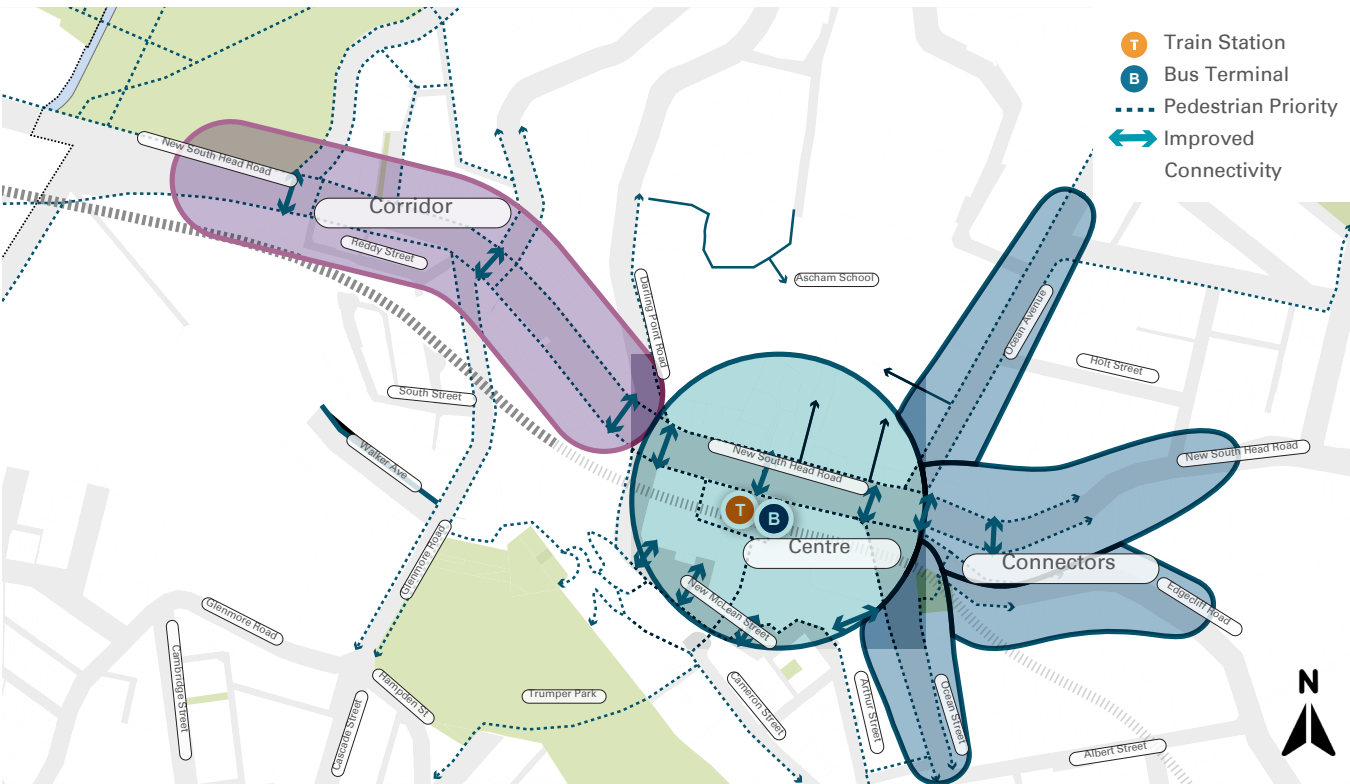 T Train Station
B Bus Terminal
Pedestrian Priority
Improved
Connectivity
New South Head Road
Corridor
Reddy Street
Darling Point Road
Ascham School
Ocean Avenue
Holt Street
South Street
Walker Ave
New South Head Road
New South Head Road
T
B
Centre
Connectors
Glenmore Road
New McLean Street
Edgecliff Road
Glenmore Road
Cambridge Street
Hampden St
Cascade Street
Trumper Park
Cameron Street
Arthur Street
Ocean Street
Albert Street
N